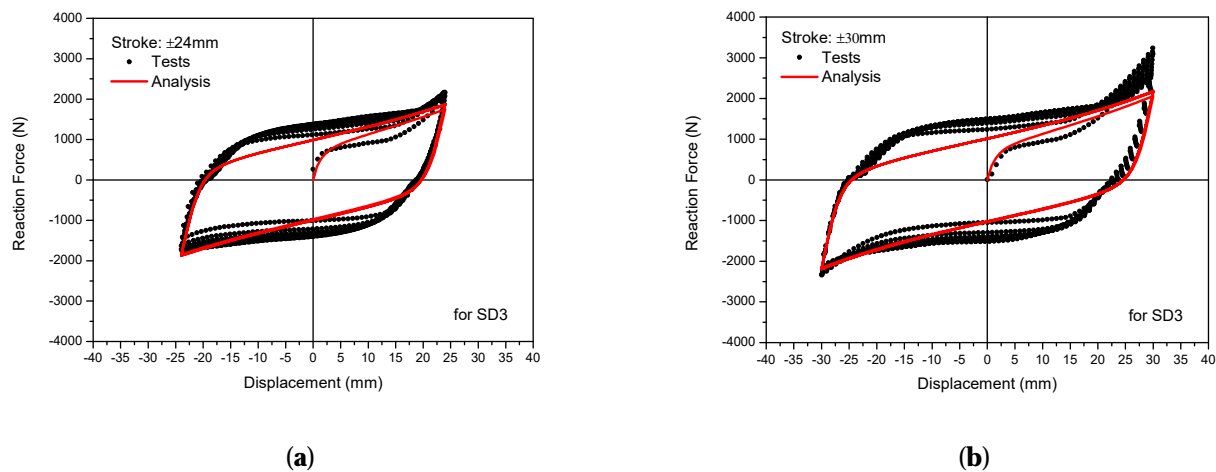 4000
3000
2000
1000
0
-1000
-2000
-3000
-4000
Reaction Force (N)
Stroke: ±24mm
Tests
Analysis
for SD3
-40 -35 -30 -25 -20 -15 -10 -5 0 5 10 15 20 25 30 35 40
Displacement (mm)
(a)
4000
3000
2000
1000
0
-1000
-2000
-3000
-4000
Reaction Force (N)
Stroke: ±30mm
Tests
Analysis
for SD3
-40 -35 -30 -25 -20 -15 -10 -5 0 5 10 15 20 25 30 35 40
Displacement (mm)
(b)